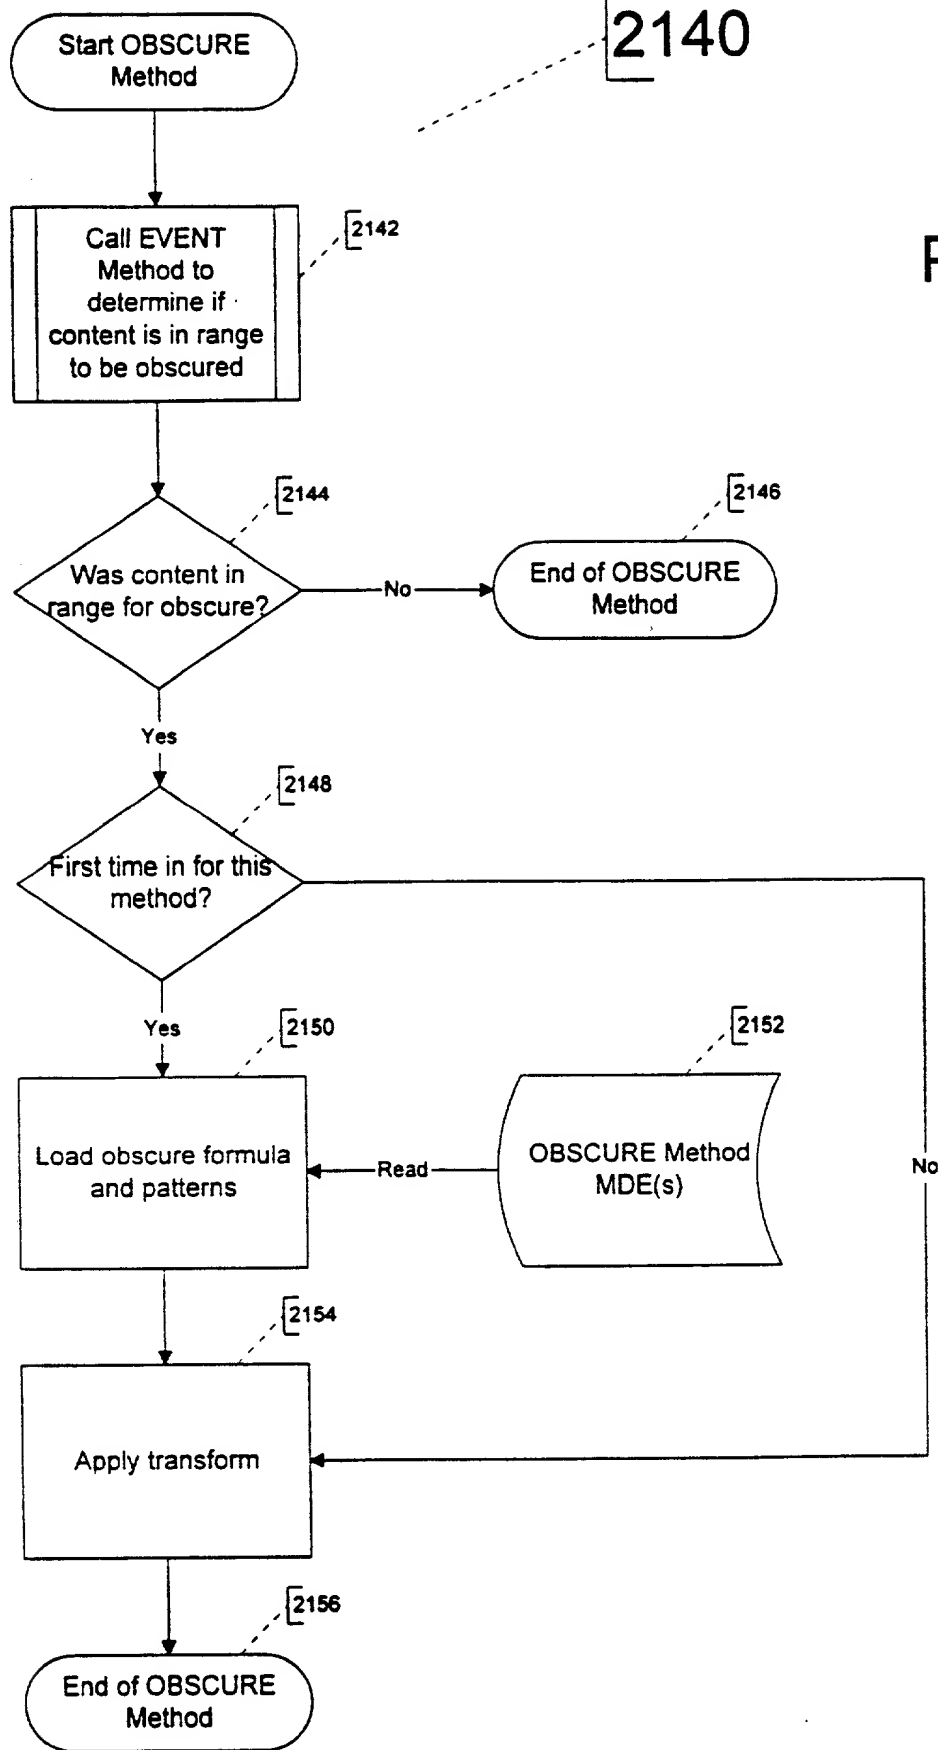 2140
Start OBSCURE
Method
2142
Call EVENT
Method to
determine if
content is in range
to be obscured
2144
Was content in
range for obscure?
No
2146
End of OBSCURE
Method
Yes
2148
First time in for this
method?
Yes
2150
Load obscure formula
and patterns
Read
2152
OBSCURE Method
MDE(s)
No
2154
Apply transform
2156
End of OBSCURE
Method